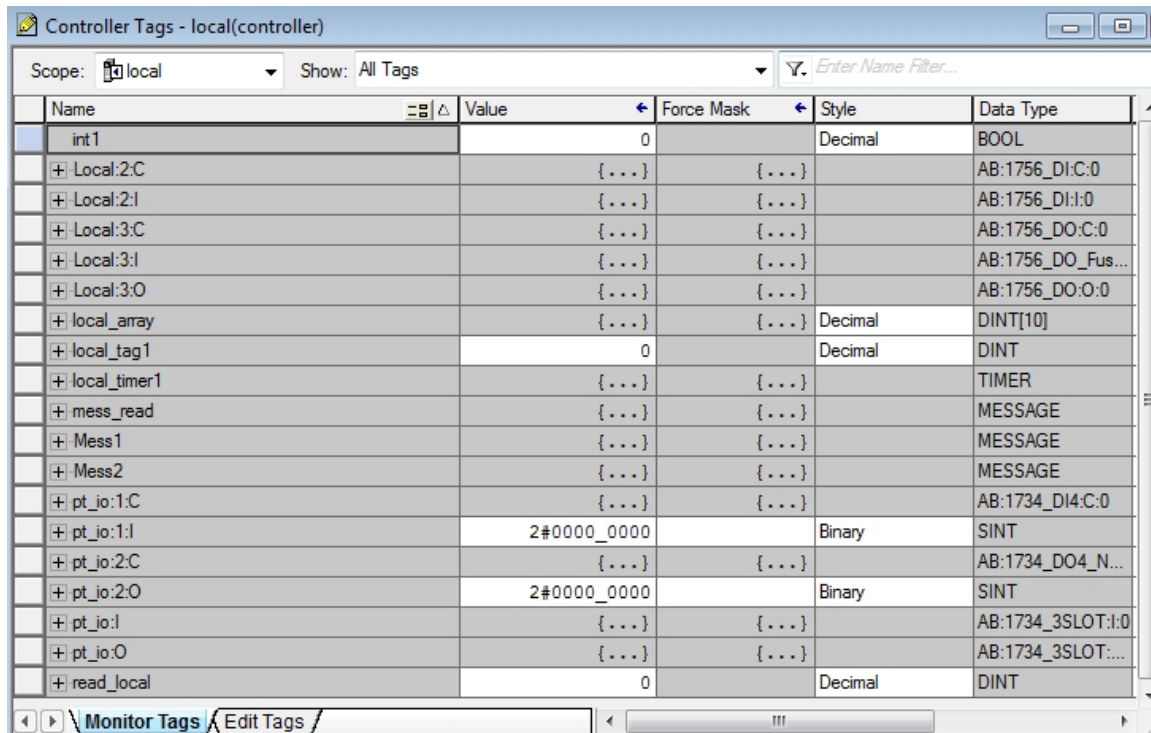 Controller Tags - local(controller)
Scope: local Show: All Tags Enter Name Filter...
Name Value Force Mask Style Data Type
int1 0 Decimal BOOL
Local:2:C {...} {...} AB:1756_DI:C:0
Local:2:I {...} {...} AB:1756_DI:I:0
Local:3:C {...} {...} AB:1756_DO:C:0
Local:3:I {...} {...} AB:1756_DO_Fus...
Local:3:O {...} {...} AB:1756_DO:O:0
local_array {...} {...} Decimal DINT[10]
local_tag1 0 Decimal DINT
local_timer1 {...} {...} TIMER
mess_read {...} {...} MESSAGE
Mess1 {...} {...} MESSAGE
Mess2 {...} {...} MESSAGE
pt_io:1:C {...} {...} AB:1734_DI4:C:0
pt_io:1:I 2#0000_0000 Binary SINT
pt_io:2:C {...} {...} AB:1734_DO4_N...
pt_io:2:O 2#0000_0000 Binary SINT
pt_io:I {...} {...} AB:1734_3SLOT:I:0
pt_io:O {...} {...} AB:1734_3SLOT:...
read_local 0 Decimal DINT
Monitor Tags Edit Tags